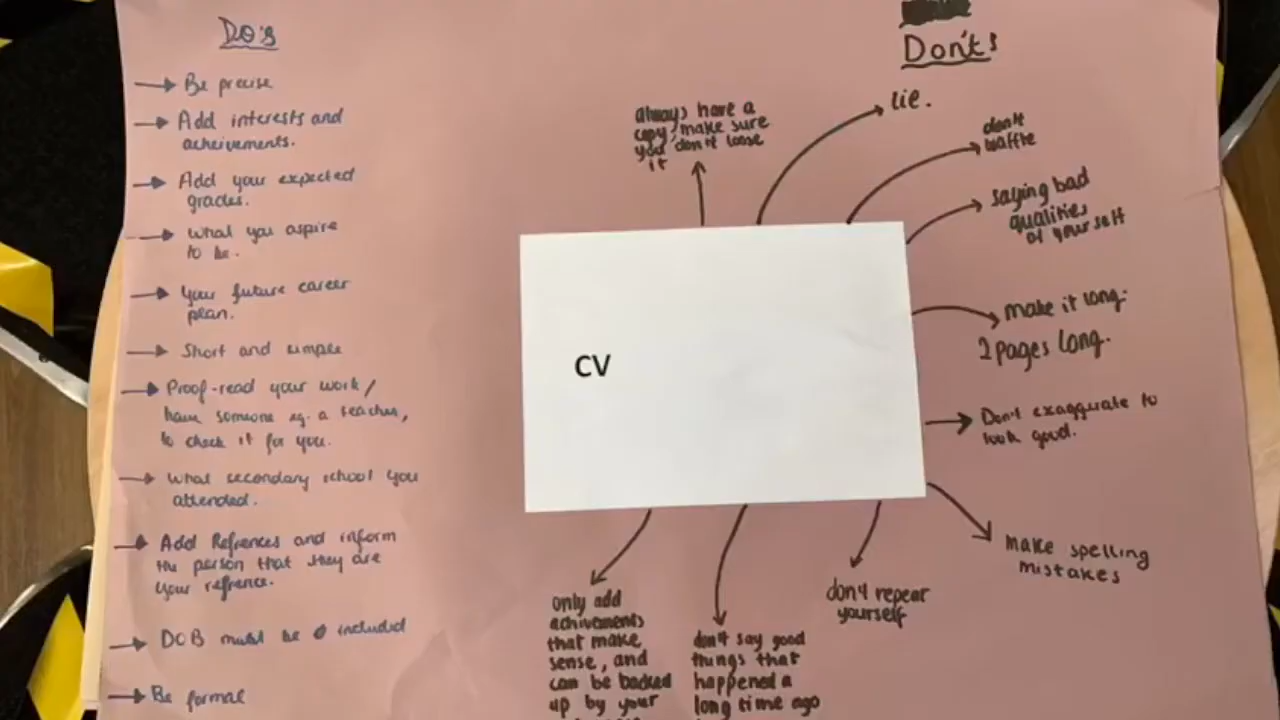 Do's
Be precise
Add interests and
acheivements.
Add your expected
grades.
What you aspire
to be.
Your future career
plan.
Short and simple
Proof-read your work/
have someone eg. a teacher,
to check it for you.
What secondary school you
attended.
Add Refrences and inform
the person that they are
your refrence.
DOB must be included
Be formal
Don'ts
always have a
copy, make sure
you don't loose
it
lie.
don't
waffle
saying bad
qualities
of yourself
make it long.
2 pages long.
Don't exaggerate to
look good.
make spelling
mistakes
don't repeat
yourself
don't say good
things that
happened a
long time ago
only add
achivements
that make
sense, and
can be backed
up by your
CV